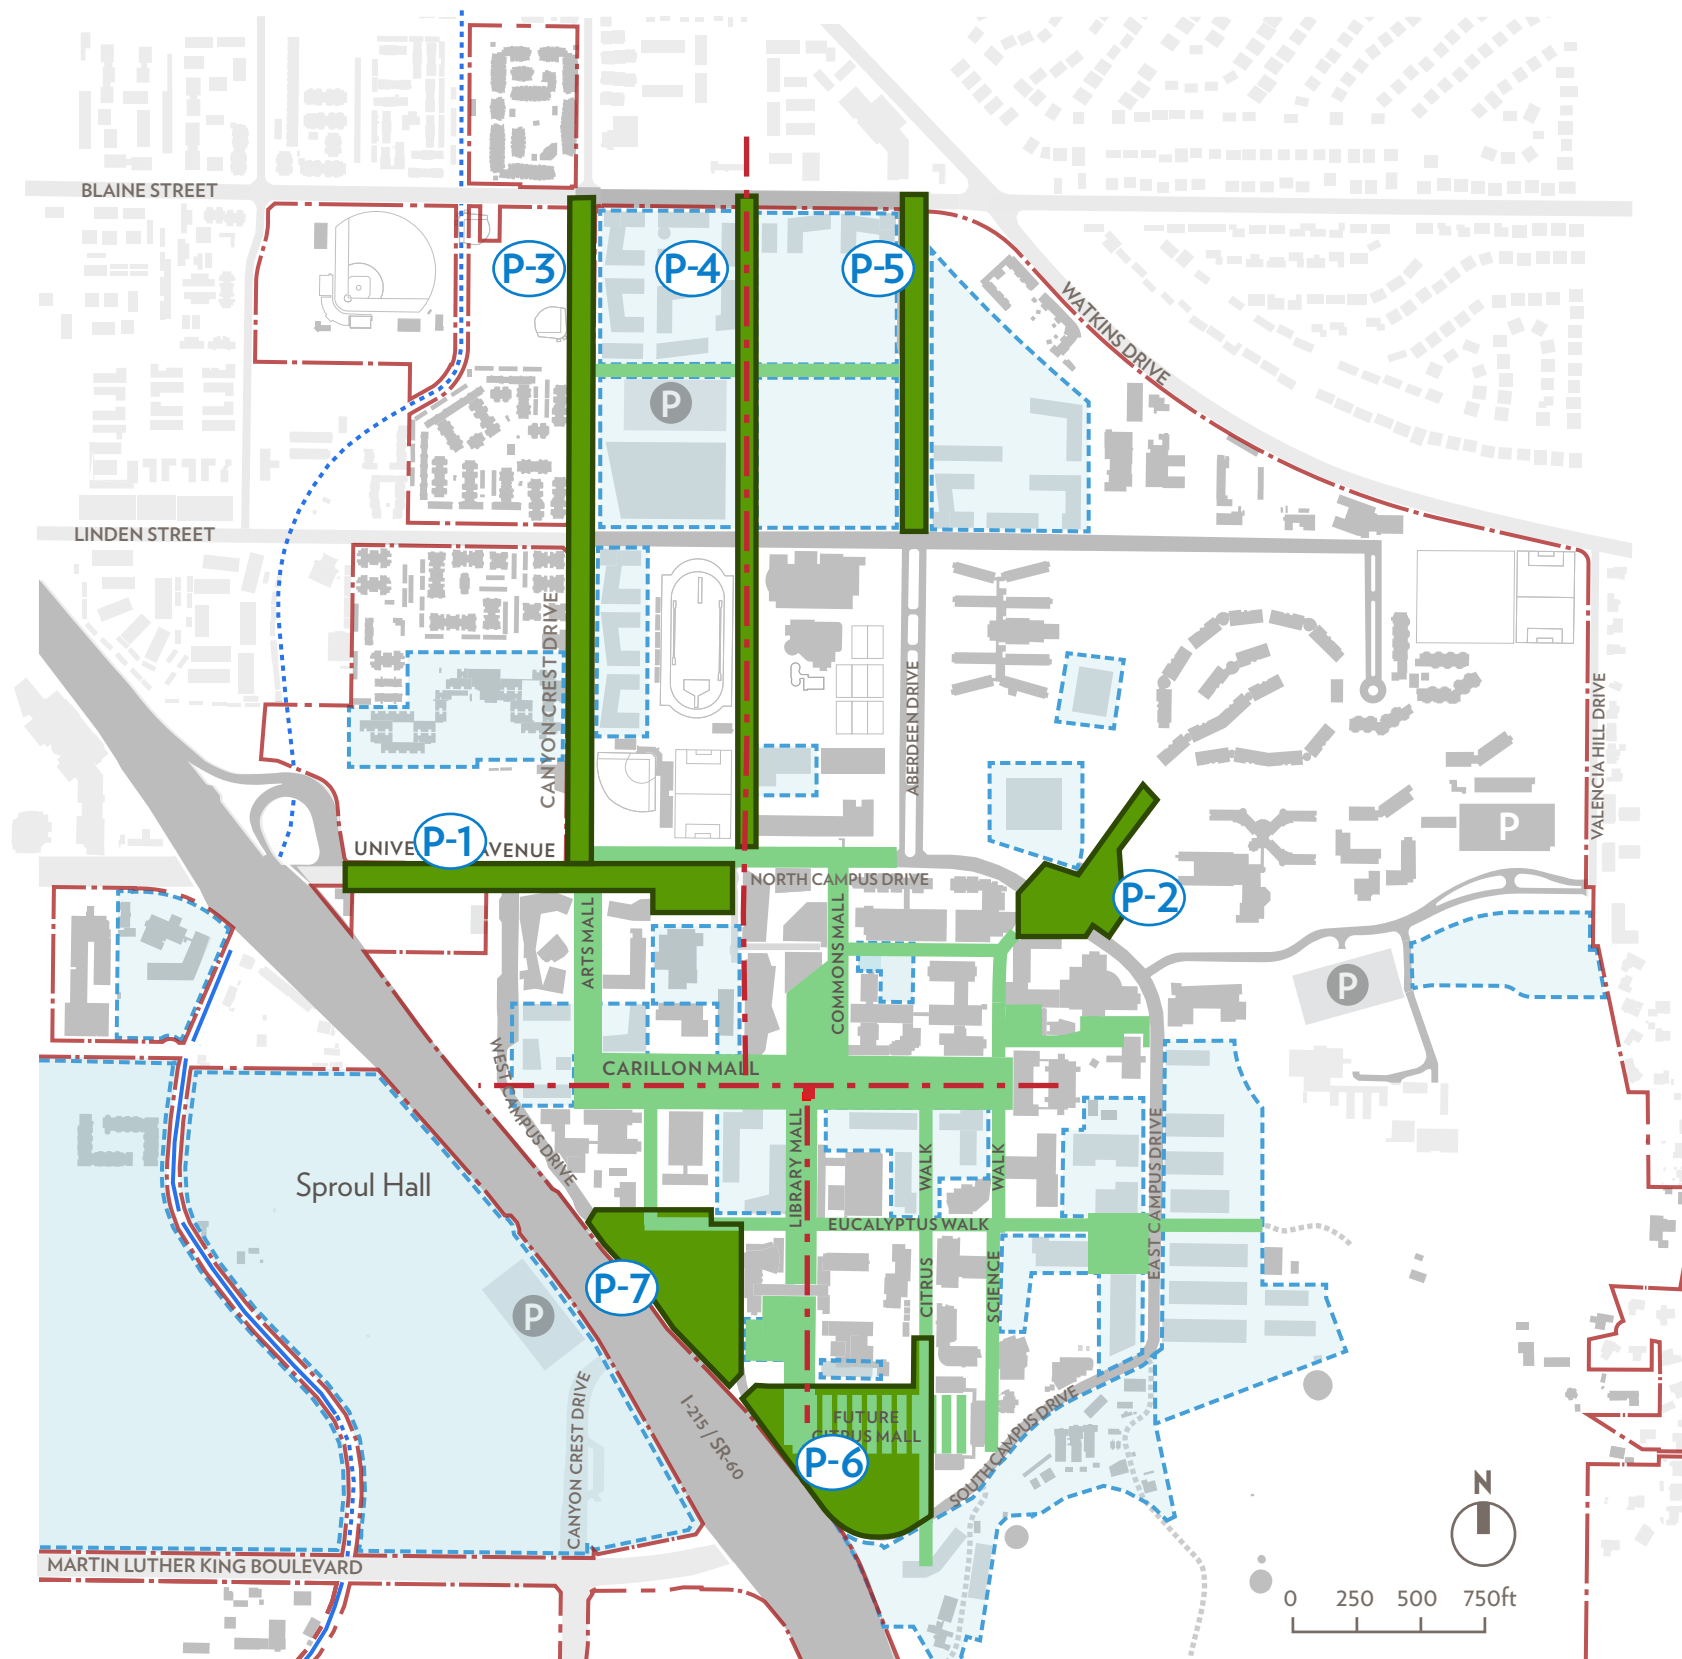 BLAINE STREET
P-3
P-4
P-5
WATKINS DRIVE
P
LINDEN STREET
CANYON CREST DRIVE
ABERDEEN DRIVE
VALENCIA HILL DRIVE
P
UNIVE
P-1
AVENUE
NORTH CAMPUS DRIVE
P-2
ARTS MALL
COMMONS MALL
P
CARILLON MALL
WEST CAMPUS DRIVE
LIBRARY MALL
WALK
WALK
EAST CAMPUS DRIVE
Sproul Hall
EUCALYPTUS WALK
CITRUS
SCIENCE
P-7
P
CANYON CREST DRIVE
I-215 / SR-60
FUTURE
CITRUS MALL
P-6
SOUTH CAMPUS DRIVE
N
MARTIN LUTHER KING BOULEVARD
0 250 500 750ft